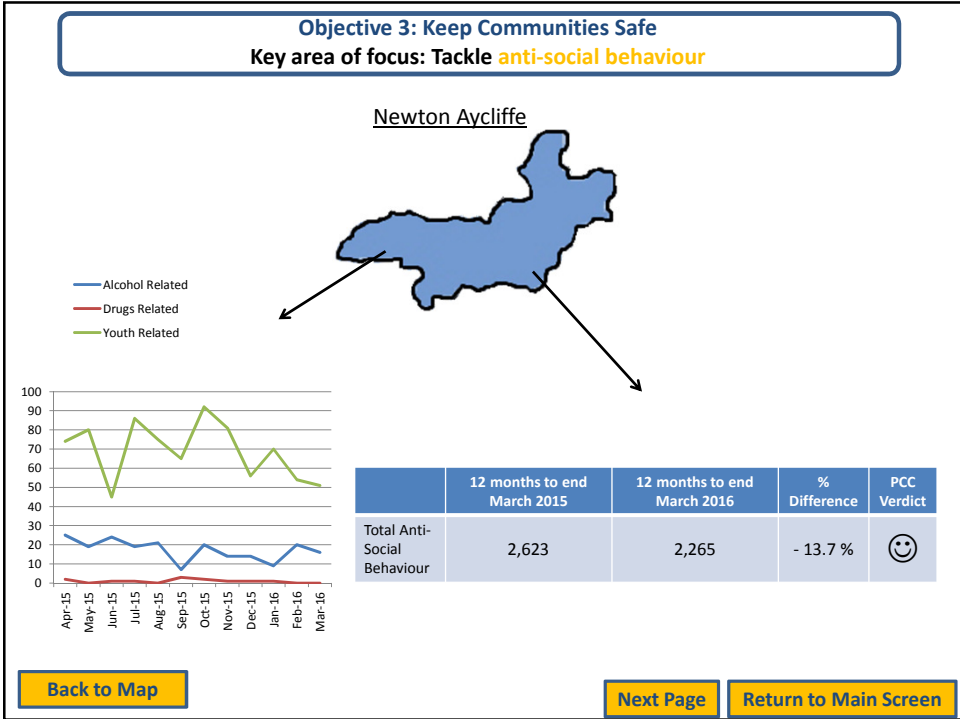 Objective 3: Keep Communities Safe
Key area of focus: Tackle anti-social behaviour
Newton Aycliffe
Alcohol Related
Drugs Related
Youth Related
100
90
80
70
60
50
40
30
20
10
0
Apr-15
May-15
Jun-15
Jul-15
Aug-15
Sep-15
Oct-15
Nov-15
Dec-15
Jan-16
Feb-16
Mar-16
12 months to end
March 2015
12 months to end
March 2016
%
Difference
PCC
Verdict
Total Anti-
Social
Behaviour
2,623
2,265
- 13.7 %
Back to Map
Next Page
Return to Main Screen